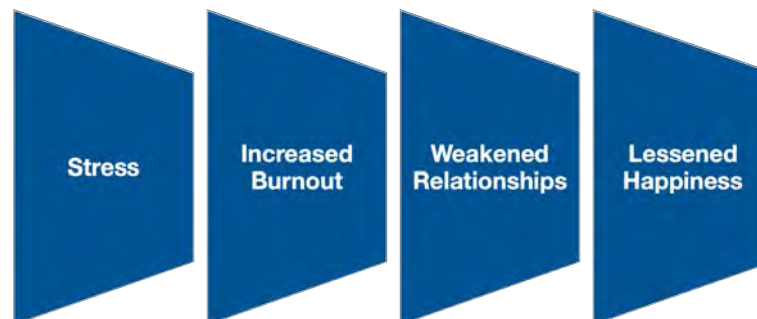 Stress
Increased
Burnout
Weakened
Relationships
Lessened
Happiness